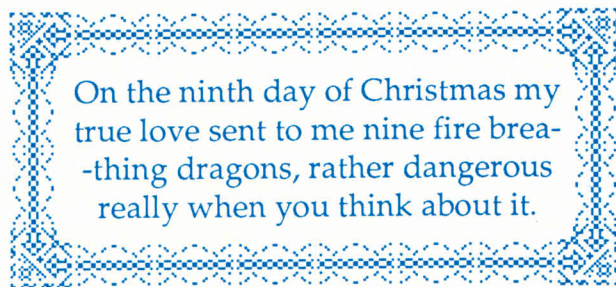 On the ninth day of Christmas my
true love sent to me nine fire brea-
-thing dragons, rather dangerous
really when you think about it.